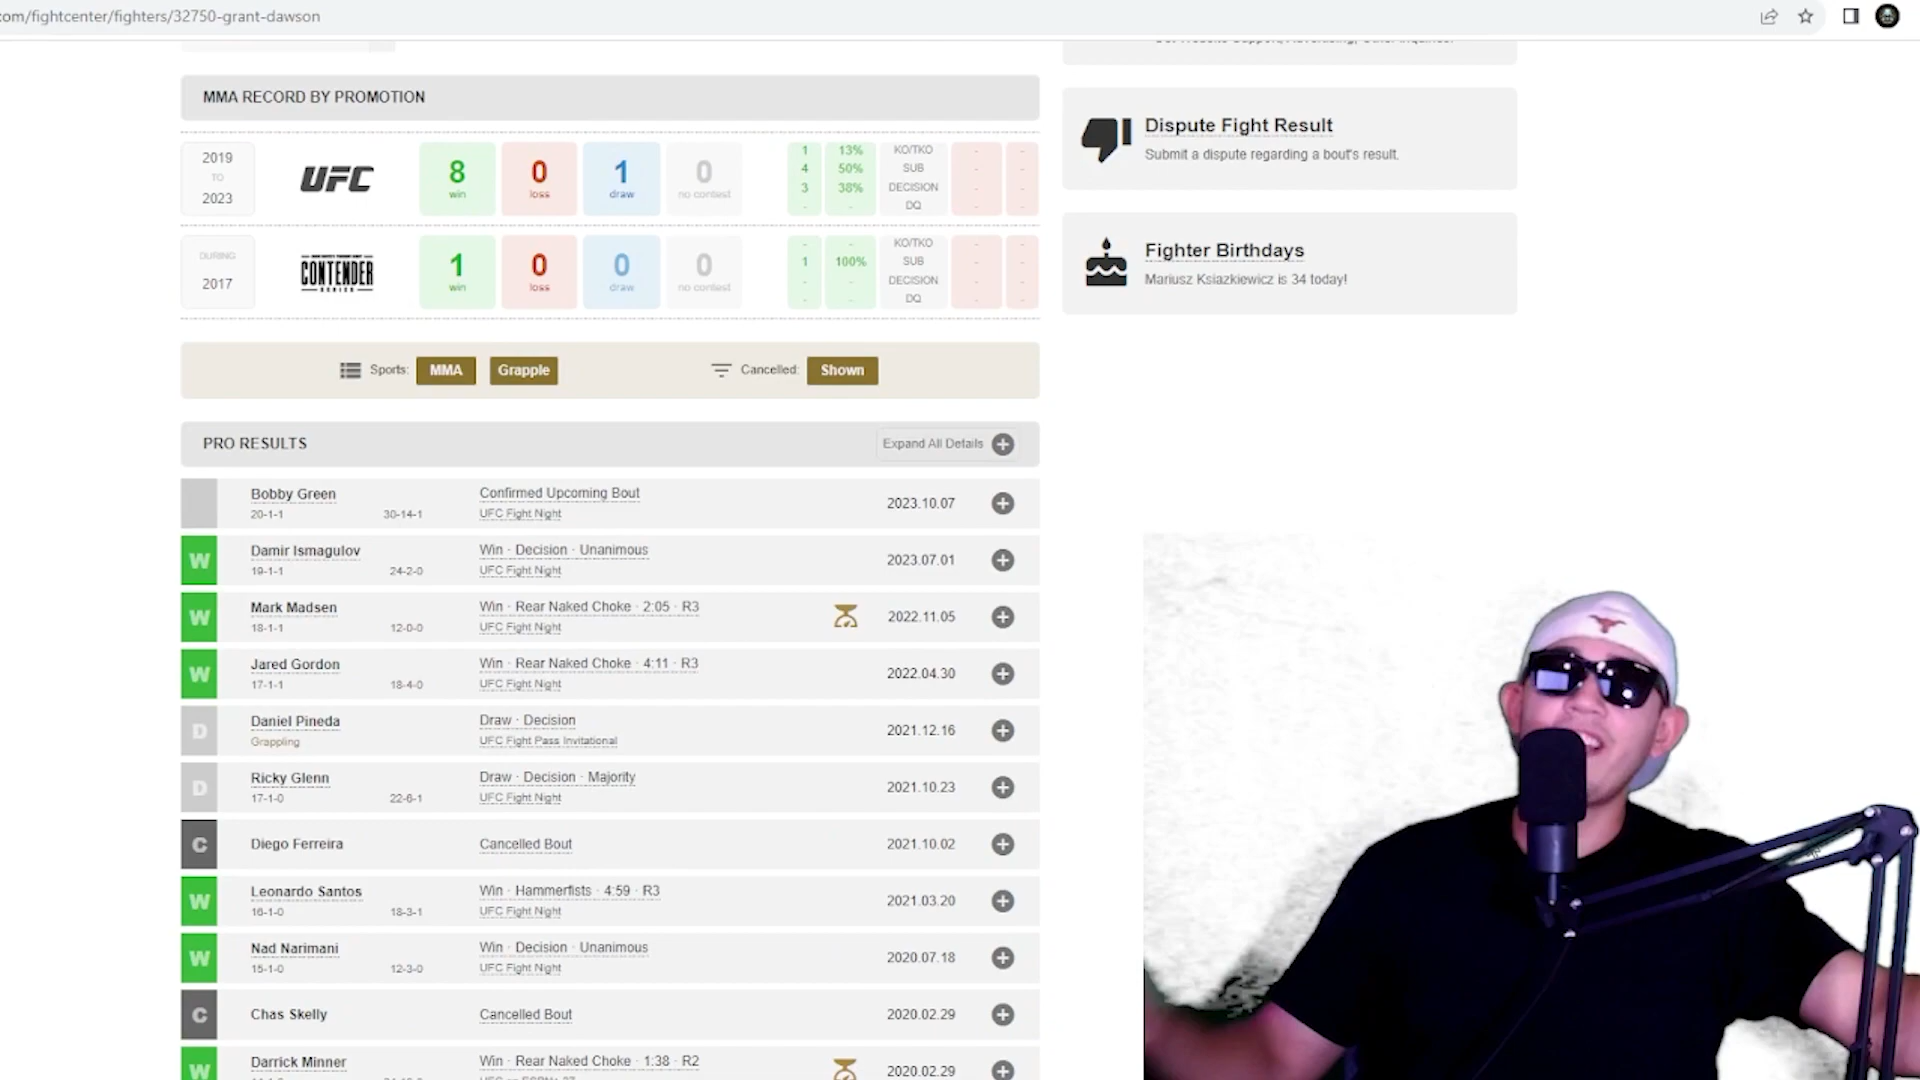 com/fightcenter/fighters/32750-grant-dawson
MMA RECORD BY PROMOTION
2019
TO
2023
UFC
8
win
0
loss
1
draw
0
no contest
1 13% KO/TKO - -
4 50% SUB - -
3 38% DECISION - -
- - DQ - -
DURING
2017
CONTENDER
SERIES
1
win
0
loss
0
draw
0
no contest
- - KO/TKO - -
1 100% SUB - -
- - DECISION - -
- - DQ - -
Sports: MMA Grapple Cancelled: Shown
PRO RESULTS Expand All Details
Bobby Green Confirmed Upcoming Bout 2023.10.07
20-1-1 30-14-1 UFC Fight Night
W Damir Ismagulov Win · Decision · Unanimous 2023.07.01
19-1-1 24-2-0 UFC Fight Night
W Mark Madsen Win · Rear Naked Choke · 2:05 · R3 2022.11.05
18-1-1 12-0-0 UFC Fight Night
W Jared Gordon Win · Rear Naked Choke · 4:11 · R3 2022.04.30
17-1-1 18-4-0 UFC Fight Night
D Daniel Pineda Draw · Decision 2021.12.16
Grappling UFC Fight Pass Invitational
D Ricky Glenn Draw · Decision · Majority 2021.10.23
17-1-0 22-6-1 UFC Fight Night
C Diego Ferreira Cancelled Bout 2021.10.02
W Leonardo Santos Win · Hammerfists · 4:59 · R3 2021.03.20
16-1-0 18-3-1 UFC Fight Night
W Nad Narimani Win · Decision · Unanimous 2020.07.18
15-1-0 12-3-0 UFC Fight Night
C Chas Skelly Cancelled Bout 2020.02.29
W Darrick Minner Win · Rear Naked Choke · 1:38 · R2 2020.02.29
Dispute Fight Result
Submit a dispute regarding a bout's result.
Fighter Birthdays
Mariusz Ksiazkiewicz is 34 today!